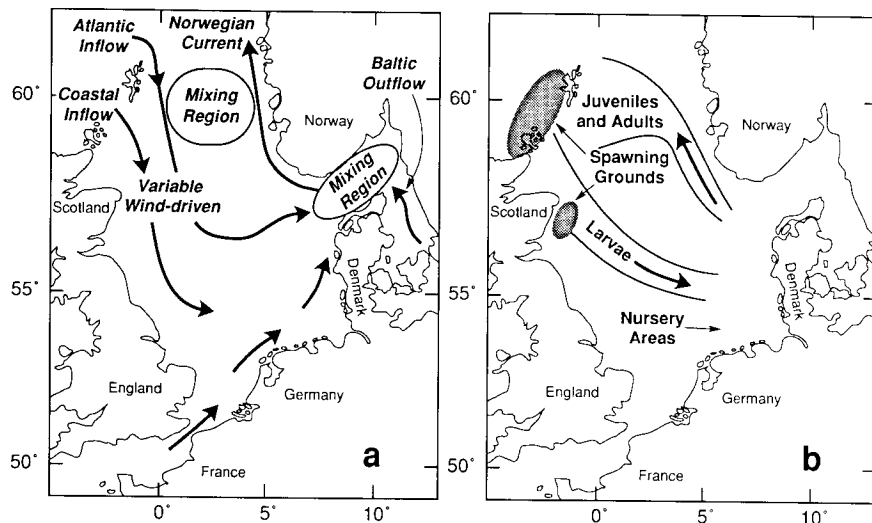 Atlantic
Inflow
Norwegian
Current
Baltic
Outflow
60°
Coastal
Inflow
Mixing
Region
Norway
Mixing
Region
Variable
Wind-driven
Scotland
Denmark
55°
England
Germany
50°
France
a
0°
5°
10°
60°
Juveniles
and Adults
Norway
Spawning
Grounds
Scotland
Larvae
Denmark
55°
Nursery
Areas
England
Germany
50°
France
b
0°
5°
10°